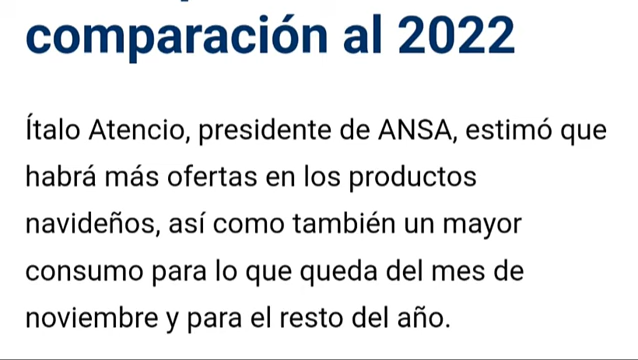 comparación al 2022
Ítalo Atencio, presidente de ANSA, estimó que
habrá más ofertas en los productos
navideños, así como también un mayor
consumo para lo que queda del mes de
noviembre y para el resto del año.